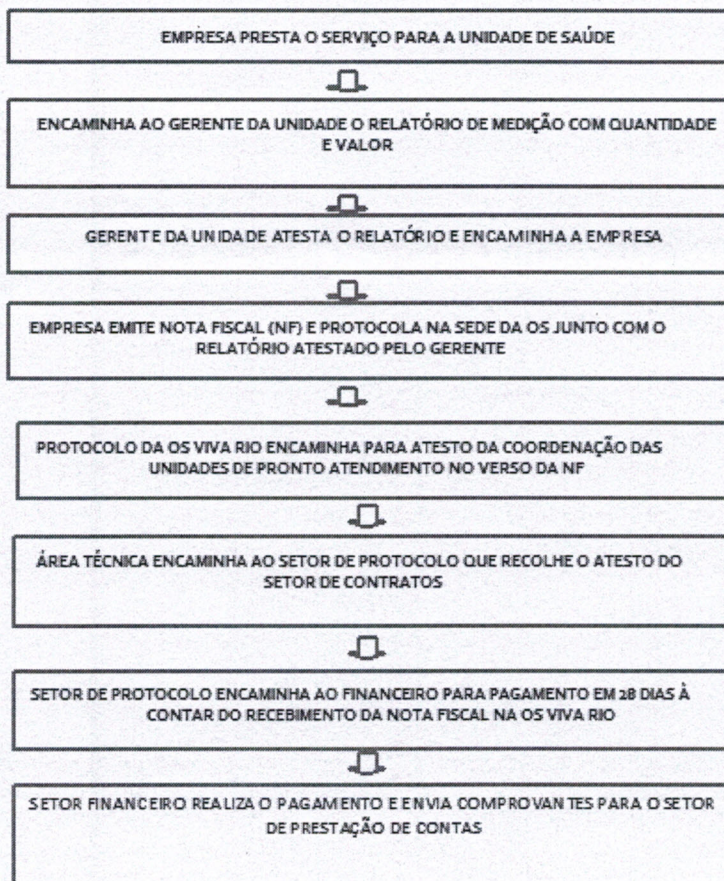 EMPRESA PRESTA O SERVIÇO PARA A UNIDADE DE SAÚDE
ENCAMINHA AO GERENTE DA UNIDADE O RELATÓRIO DE MEDIÇÃO COM QUANTIDADE
E VALOR
GERENTE DA UNIDADE ATESTA O RELATÓRIO E ENCAMINHA A EMPRESA
EMPRESA EMITE NOTA FISCAL (NF) E PROTOCOLA NA SEDE DA OS JUNTO COM O
RELATÓRIO ATESTADO PELO GERENTE
PROTOCOLO DA OS VIVA RIO ENCAMINHA PARA ATESTO DA COORDENAÇÃO DAS
UNIDADES DE PRONTO ATENDIMENTO NO VERSO DA NF
ÁREA TÉCNICA ENCAMINHA AO SETOR DE PROTOCOLO QUE RECOLHE O ATESTO DO
SETOR DE CONTRATOS
SETOR DE PROTOCOLO ENCAMINHA AO FINANCEIRO PARA PAGAMENTO EM 28 DIAS À
CONTAR DO RECEBIMENTO DA NOTA FISCAL NA OS VIVA RIO
SETOR FINANCEIRO REALIZA O PAGAMENTO E ENVIA COMPROVANTES PARA O SETOR
DE PRESTAÇÃO DE CONTAS